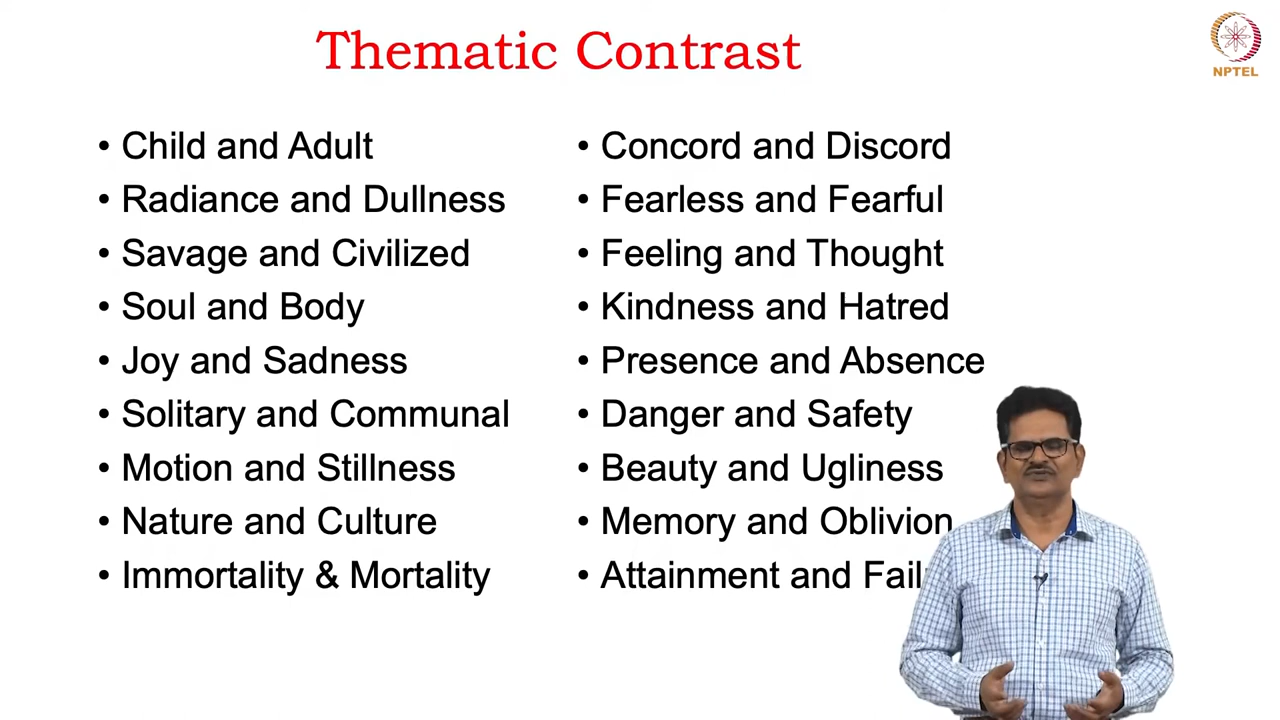 Thematic Contrast
NPTEL
• Child and Adult
• Radiance and Dullness
• Savage and Civilized
• Soul and Body
• Joy and Sadness
• Solitary and Communal
• Motion and Stillness
• Nature and Culture
• Immortality & Mortality
• Concord and Discord
• Fearless and Fearful
• Feeling and Thought
• Kindness and Hatred
• Presence and Absence
• Danger and Safety
• Beauty and Ugliness
• Memory and Oblivion
• Attainment and